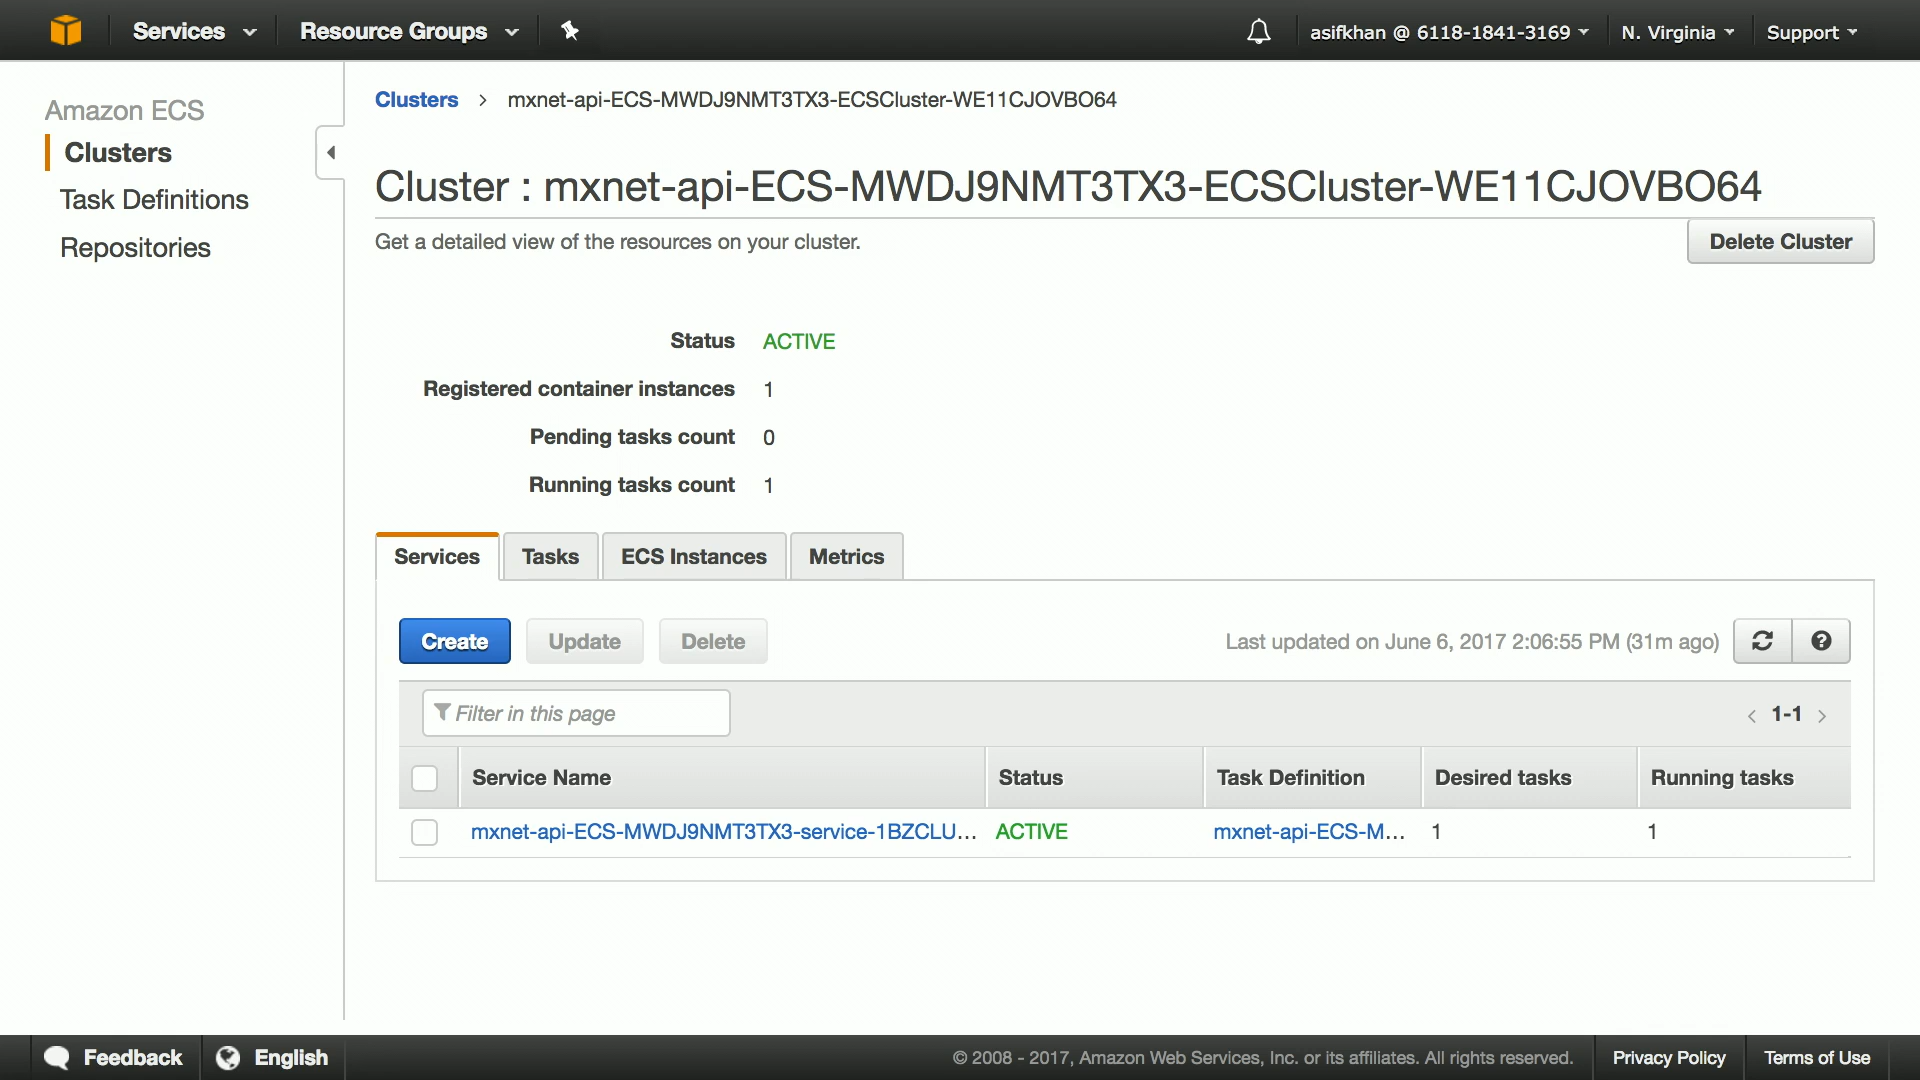 Services
Resource Groups
asifkhan @ 6118-1841-3169
N. Virginia
Support
Amazon ECS
Clusters
Task Definitions
Repositories
Clusters > mxnet-api-ECS-MWDJ9NMT3TX3-ECSCluster-WE11CJOVBO64
Cluster : mxnet-api-ECS-MWDJ9NMT3TX3-ECSCluster-WE11CJOVBO64
Get a detailed view of the resources on your cluster.
Delete Cluster
Status ACTIVE
Registered container instances 1
Pending tasks count 0
Running tasks count 1
Services Tasks ECS Instances Metrics
Create Update Delete
Last updated on June 6, 2017 2:06:55 PM (31m ago)
Filter in this page
< 1-1 >
Service Name Status Task Definition Desired tasks Running tasks
mxnet-api-ECS-MWDJ9NMT3TX3-service-1BZCLU... ACTIVE mxnet-api-ECS-M... 1 1
Feedback
English
© 2008 - 2017, Amazon Web Services, Inc. or its affiliates. All rights reserved.
Privacy Policy
Terms of Use